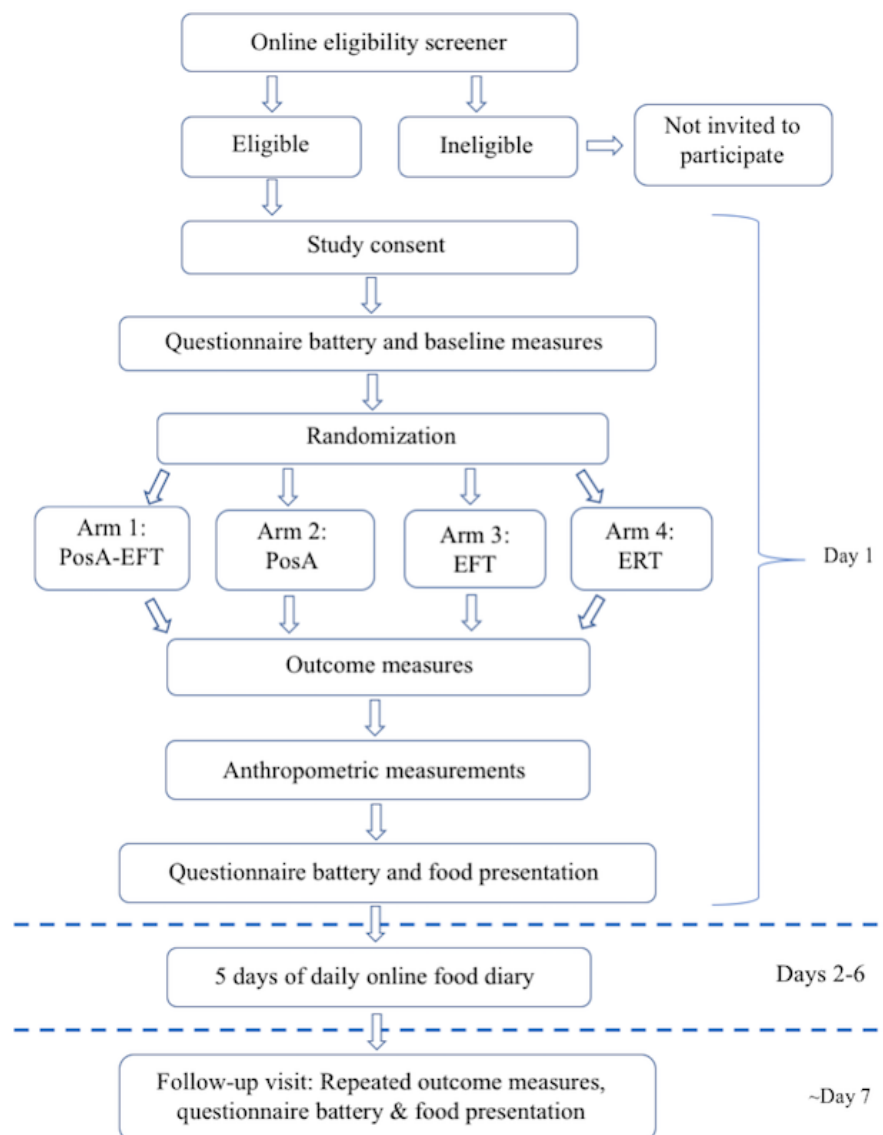 Online eligibility screener
Eligible
Ineligible
Not invited to
participate
Study consent
Questionnaire battery and baseline measures
Randomization
Arm 1:
PosA-EFT
Arm 2:
PosA
Arm 3:
EFT
Arm 4:
ERT
Day 1
Outcome measures
Anthropometric measurements
Questionnaire battery and food presentation
5 days of daily online food diary
Days 2-6
Follow-up visit: Repeated outcome measures,
questionnaire battery & food presentation
~Day 7